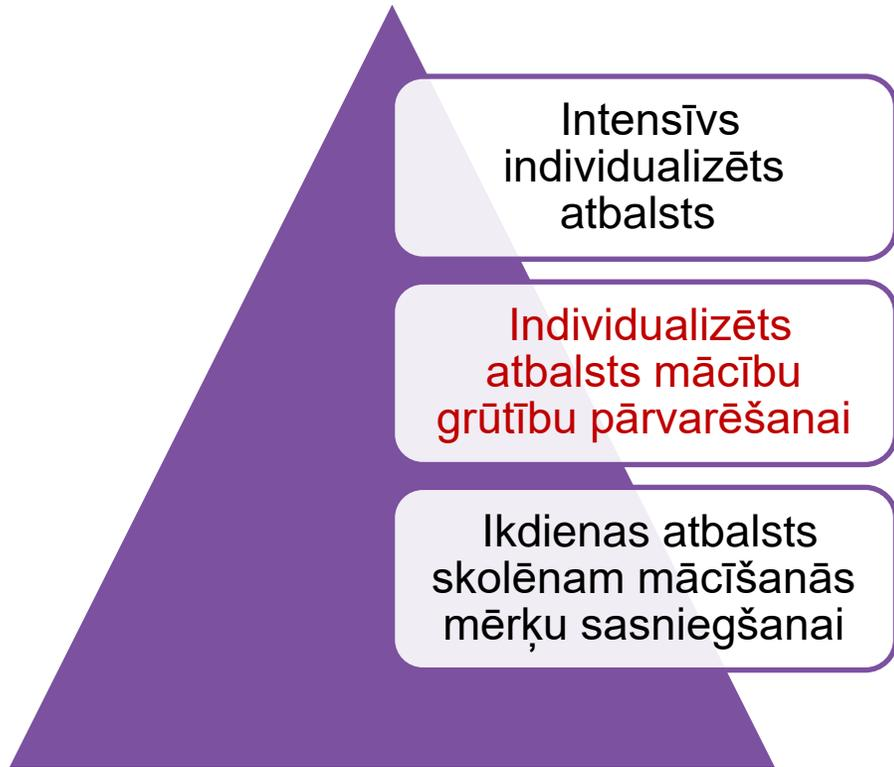 Intensīvs
individualizēts
atbalsts
Individualizēts
atbalsts mācību
grūtību pārvarēšanai
Ikdienas atbalsts
skolēnam mācīšanās
mērķu sasniegšanai